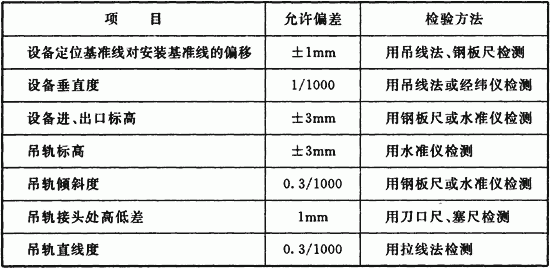 项 目 允许偏差 检验方法
设备定位基准线对安装基准线的偏移 ±1mm 用吊线法、钢板尺检测
设备垂直度 1/1000 用吊线法或经纬仪检测
设备进、出口标高 ±3mm 用钢板尺或水准仪检测
吊轨标高 ±3mm 用水准仪检测
吊轨倾斜度 0.3/1000 用钢板尺或水准仪检测
吊轨接头处高低差 1mm 用刀口尺、塞尺检测
吊轨直线度 0.3/1000 用拉线法检测